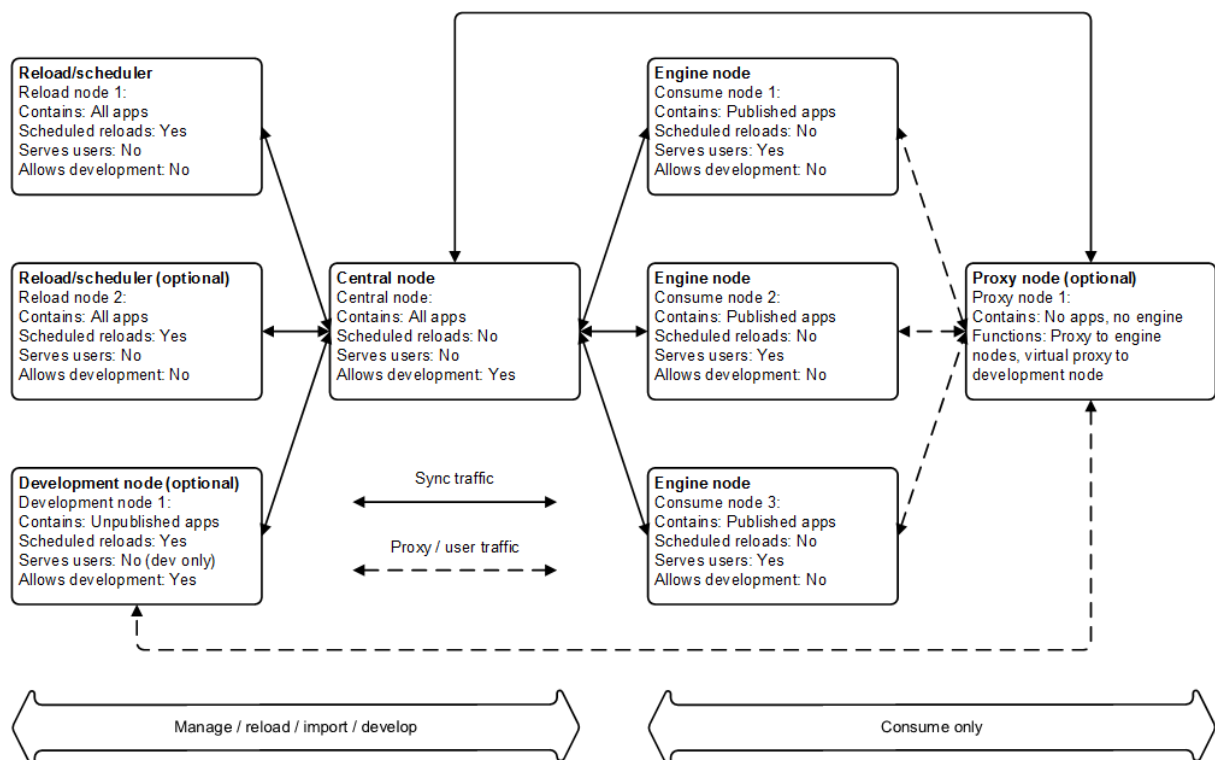 Reload/scheduler
Reload node 1:
Contains: All apps
Scheduled reloads: Yes
Serves users: No
Allows development: No
Engine node
Consume node 1:
Contains: Published apps
Scheduled reloads: No
Serves users: Yes
Allows development: No
Reload/scheduler (optional)
Reload node 2:
Contains: All apps
Scheduled reloads: Yes
Serves users: No
Allows development: No
Central node
Central node:
Contains: All apps
Scheduled reloads: No
Serves users: No
Allows development: Yes
Engine node
Consume node 2:
Contains: Published apps
Scheduled reloads: No
Serves users: Yes
Allows development: No
Proxy node (optional)
Proxy node 1:
Contains: No apps, no engine
Functions: Proxy to engine
nodes, virtual proxy to
development node
Development node (optional)
Development node 1:
Contains: Unpublished apps
Scheduled reloads: Yes
Serves users: No (dev only)
Allows development: Yes
Sync traffic
Proxy / user traffic
Engine node
Consume node 3:
Contains: Published apps
Scheduled reloads: No
Serves users: Yes
Allows development: No
Manage / reload / import / develop
Consume only